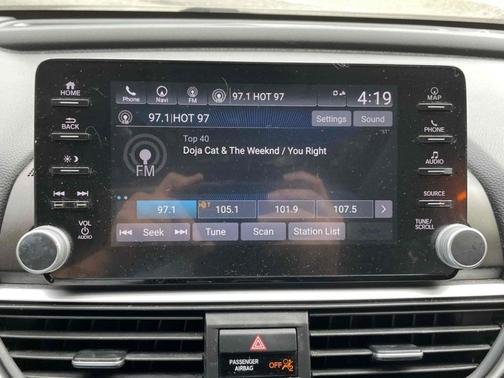 HOME
BACK
VOL
AUDIO
Phone
Navi
FM
97.1 HOT 97
4:19
97.1|HOT 97
Settings
Sound
FM
Top 40
Doja Cat & The Weeknd / You Right
97.1
105.1
101.9
107.5
Seek
Tune
Scan
Station List
MAP
PHONE
AUDIO
SOURCE
TUNE/
SCROLL
PASSENGER
AIRBAG
OFF